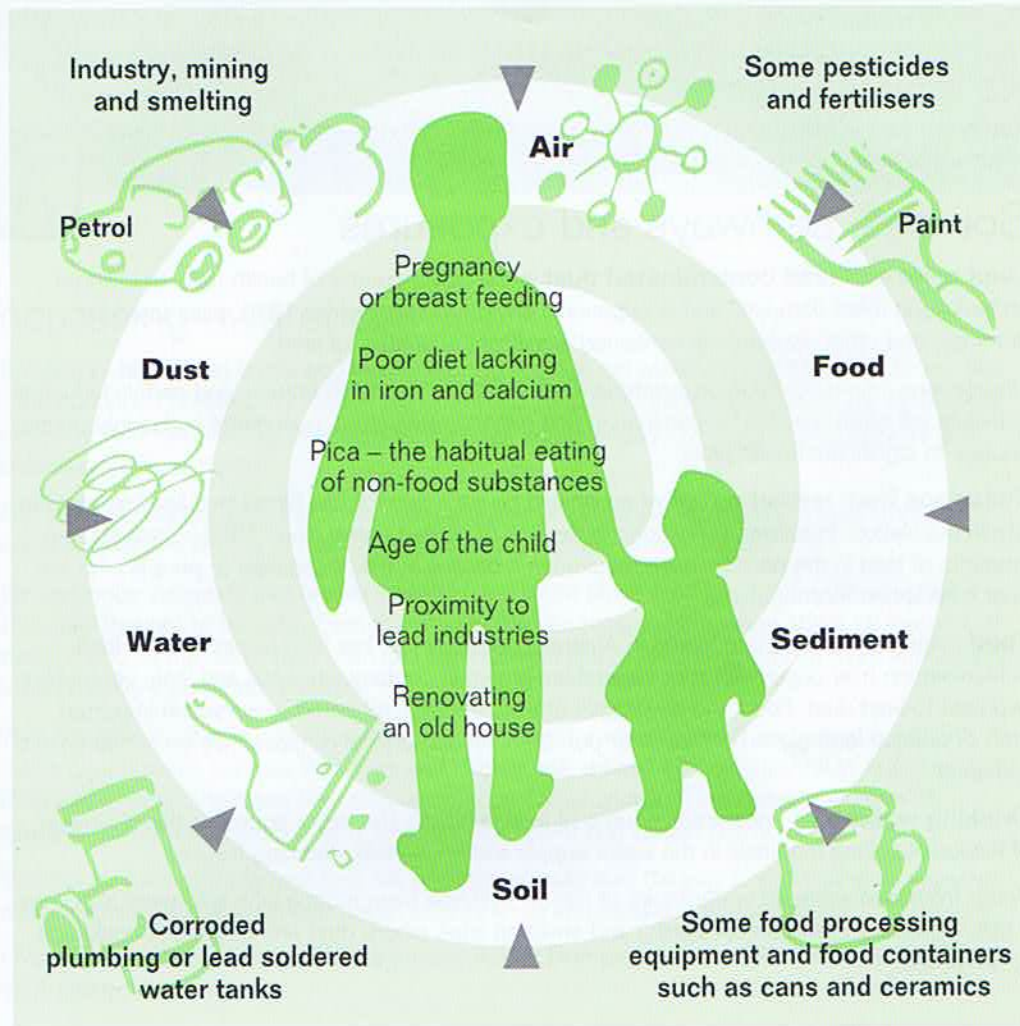 Industry, mining
and smelting
Some pesticides
and fertilisers
Air
Petrol
Paint
Pregnancy
or breast feeding
Dust
Poor diet lacking
in iron and calcium
Food
Pica – the habitual eating
of non-food substances
Age of the child
Water
Proximity to
lead industries
Sediment
Renovating
an old house
Soil
Corroded
plumbing or lead soldered
water tanks
Some food processing
equipment and food containers
such as cans and ceramics